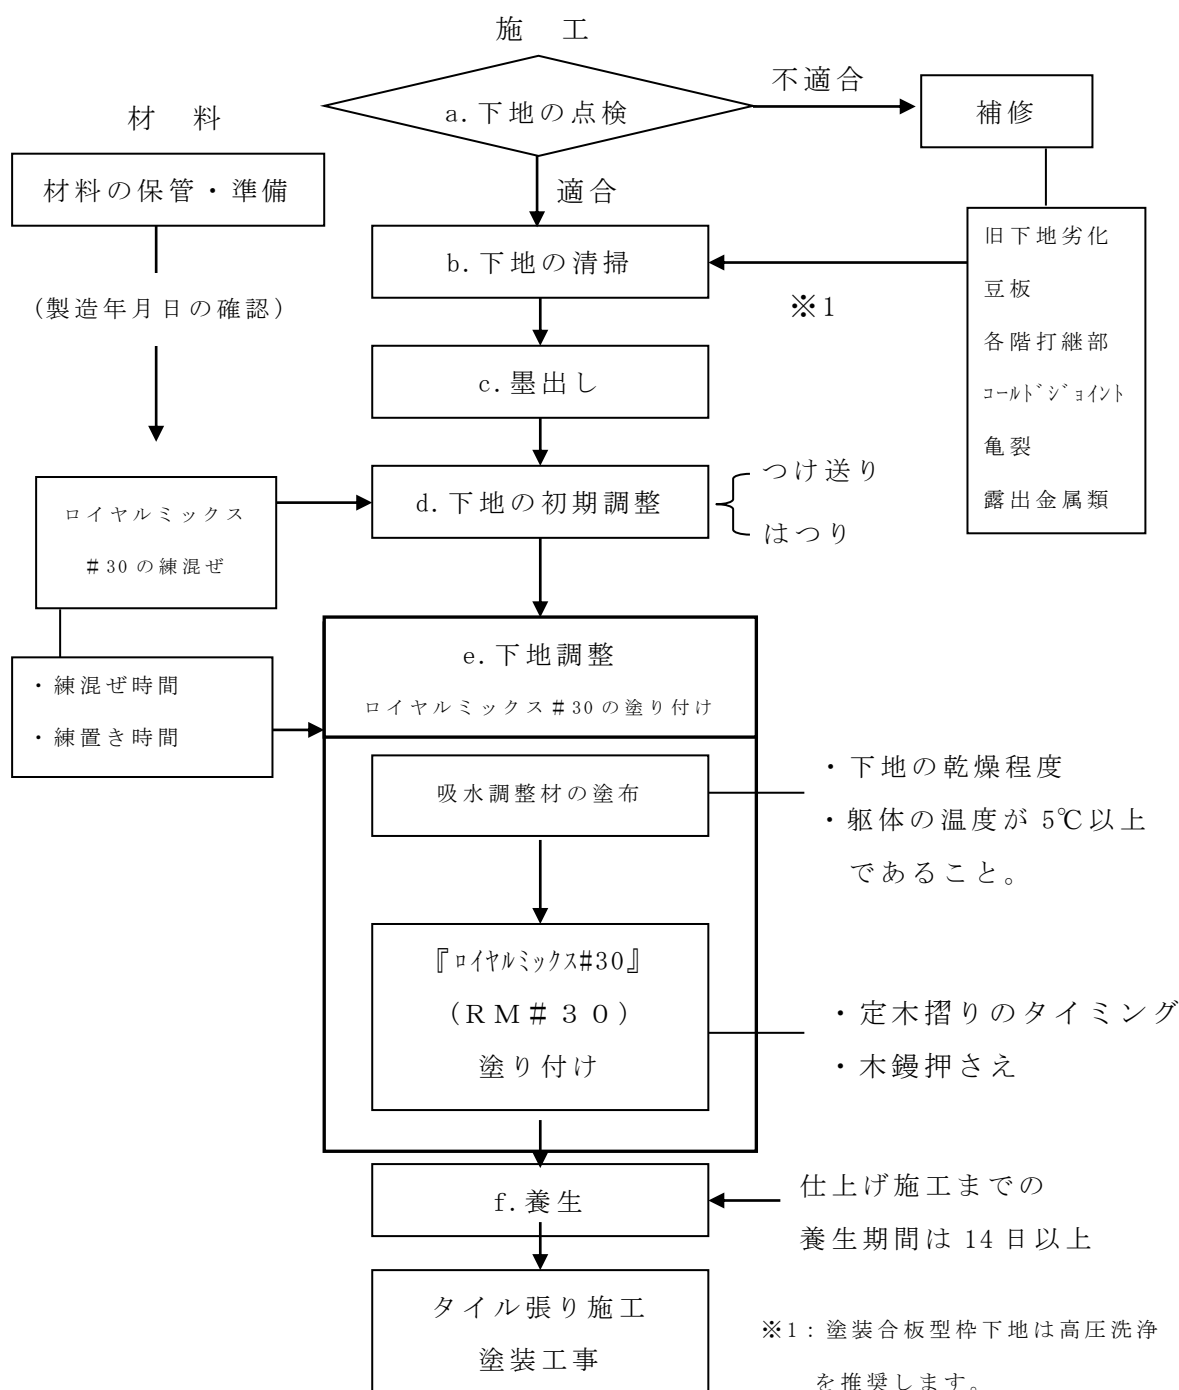 施　工
a.下地の点検
不適合
補修
適合
材　料
材料の保管・準備
(製造年月日の確認)
b.下地の清掃
※1
旧下地劣化
豆板
各階打継部
ｺｰﾙﾄﾞｼﾞｮｲﾝﾄ
亀裂
露出金属類
c.墨出し
d.下地の初期調整
つけ送り
はつり
ロイヤルミックス
＃30の練混ぜ
・練混ぜ時間
・練置き時間
e.下地調整
ロイヤルミックス＃30の塗り付け
吸水調整材の塗布
・下地の乾燥程度
・躯体の温度が 5℃以上
であること。
『ﾛｲﾔﾙﾐｯｸｽ#30』
（ＲＭ＃３０）
塗り付け
・定木摺りのタイミング
・木鏝押さえ
f.養生
仕上げ施工までの
養生期間は 14 日以上
タイル張り施工
塗装工事
※1：塗装合板型枠下地は高圧洗浄
を推奨します。